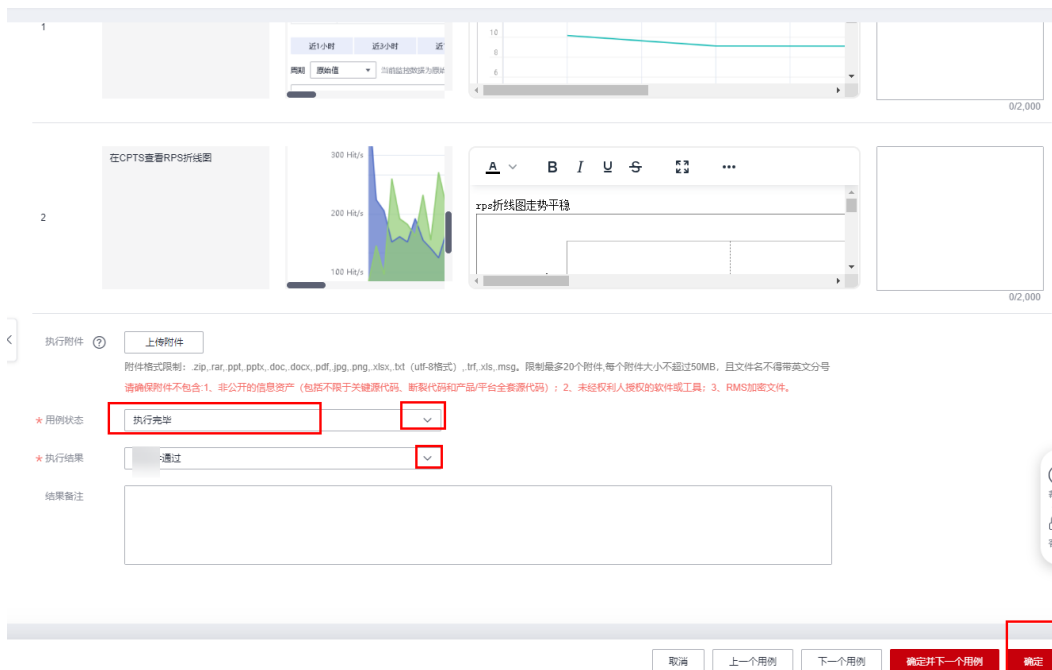 1
近1小时 近3小时 近
周期 原始值 当前监控数据为原始
10
8
6
0/2,000
2
在CPTS查看RPS折线图
300 Hit/s
200 Hit/s
100 Hit/s
A B I U S
rps折线图走势平稳
0/2,000
执行附件 ? 上传附件
附件格式限制: .zip,.rar,.ppt,.pptx,.doc,.docx,.pdf,.jpg,.png,.xlsx,.txt（utf-8格式）,.trf,.xls,.msg。限制最多20个附件,每个附件大小不超过50MB，且文件名不得带英文分号
请确保附件不包含:1、非公开的信息资产（包括不限于关键源代码、断裂代码和产品/平台全套源代码）; 2、未经权利人授权的软件或工具；3、RMS加密文件。
* 用例状态 执行完毕
* 执行结果 通过
结果备注
取消 上一个用例 下一个用例 确定并下一个用例 确定